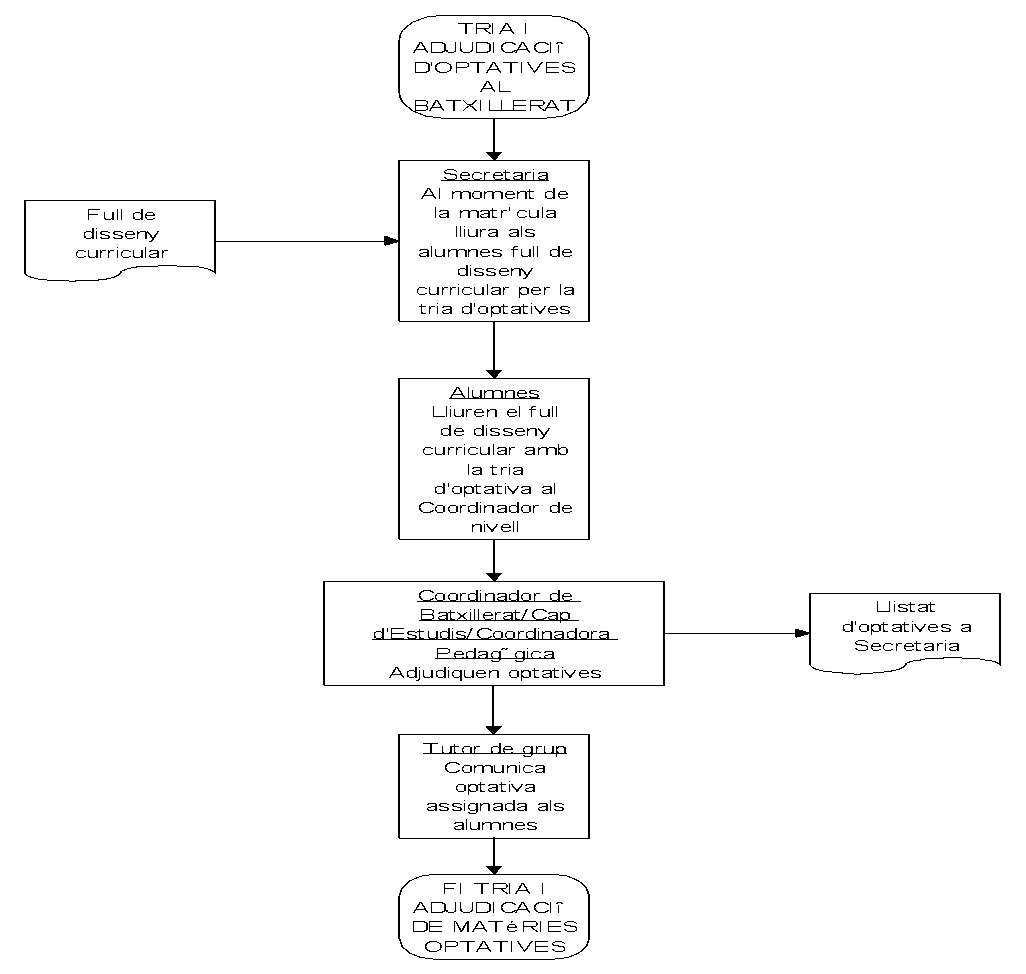 TRIA I
ADJUDICACIî
D'OPTATIVES
AL
BATXILLERAT
Secretaria
Al moment de
la matr'cula
lliura als
alumnes full de
disseny
curricular per la
tria d'optatives
Full de
disseny
curricular
Alumnes
Lliuren el full
de disseny
curricular amb
la tria
d'optativa al
Coordinador de
nivell
Coordinador de
Batxillerat/Cap
d'Estudis/Coordinadora
Pedag˜gica
Adjudiquen optatives
Llistat
d'optatives a
Secretaria
Tutor de grup
Comunica
optativa
assignada als
alumnes
FI TRIA I
ADJUDICACIî
DE MATéRIES
OPTATIVES